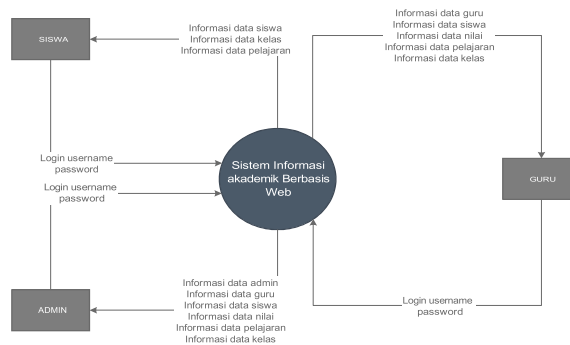 SISWA
Informasi data siswa
Informasi data kelas
Informasi data pelajaran
Informasi data guru
Informasi data siswa
Informasi data nilai
Informasi data pelajaran
Informasi data kelas
Login username
password
Login username
password
Sistem Informasi
akademik Berbasis
Web
GURU
ADMIN
Informasi data admin
Informasi data guru
Informasi data siswa
Informasi data nilai
Informasi data pelajaran
Informasi data kelas
Login username
password